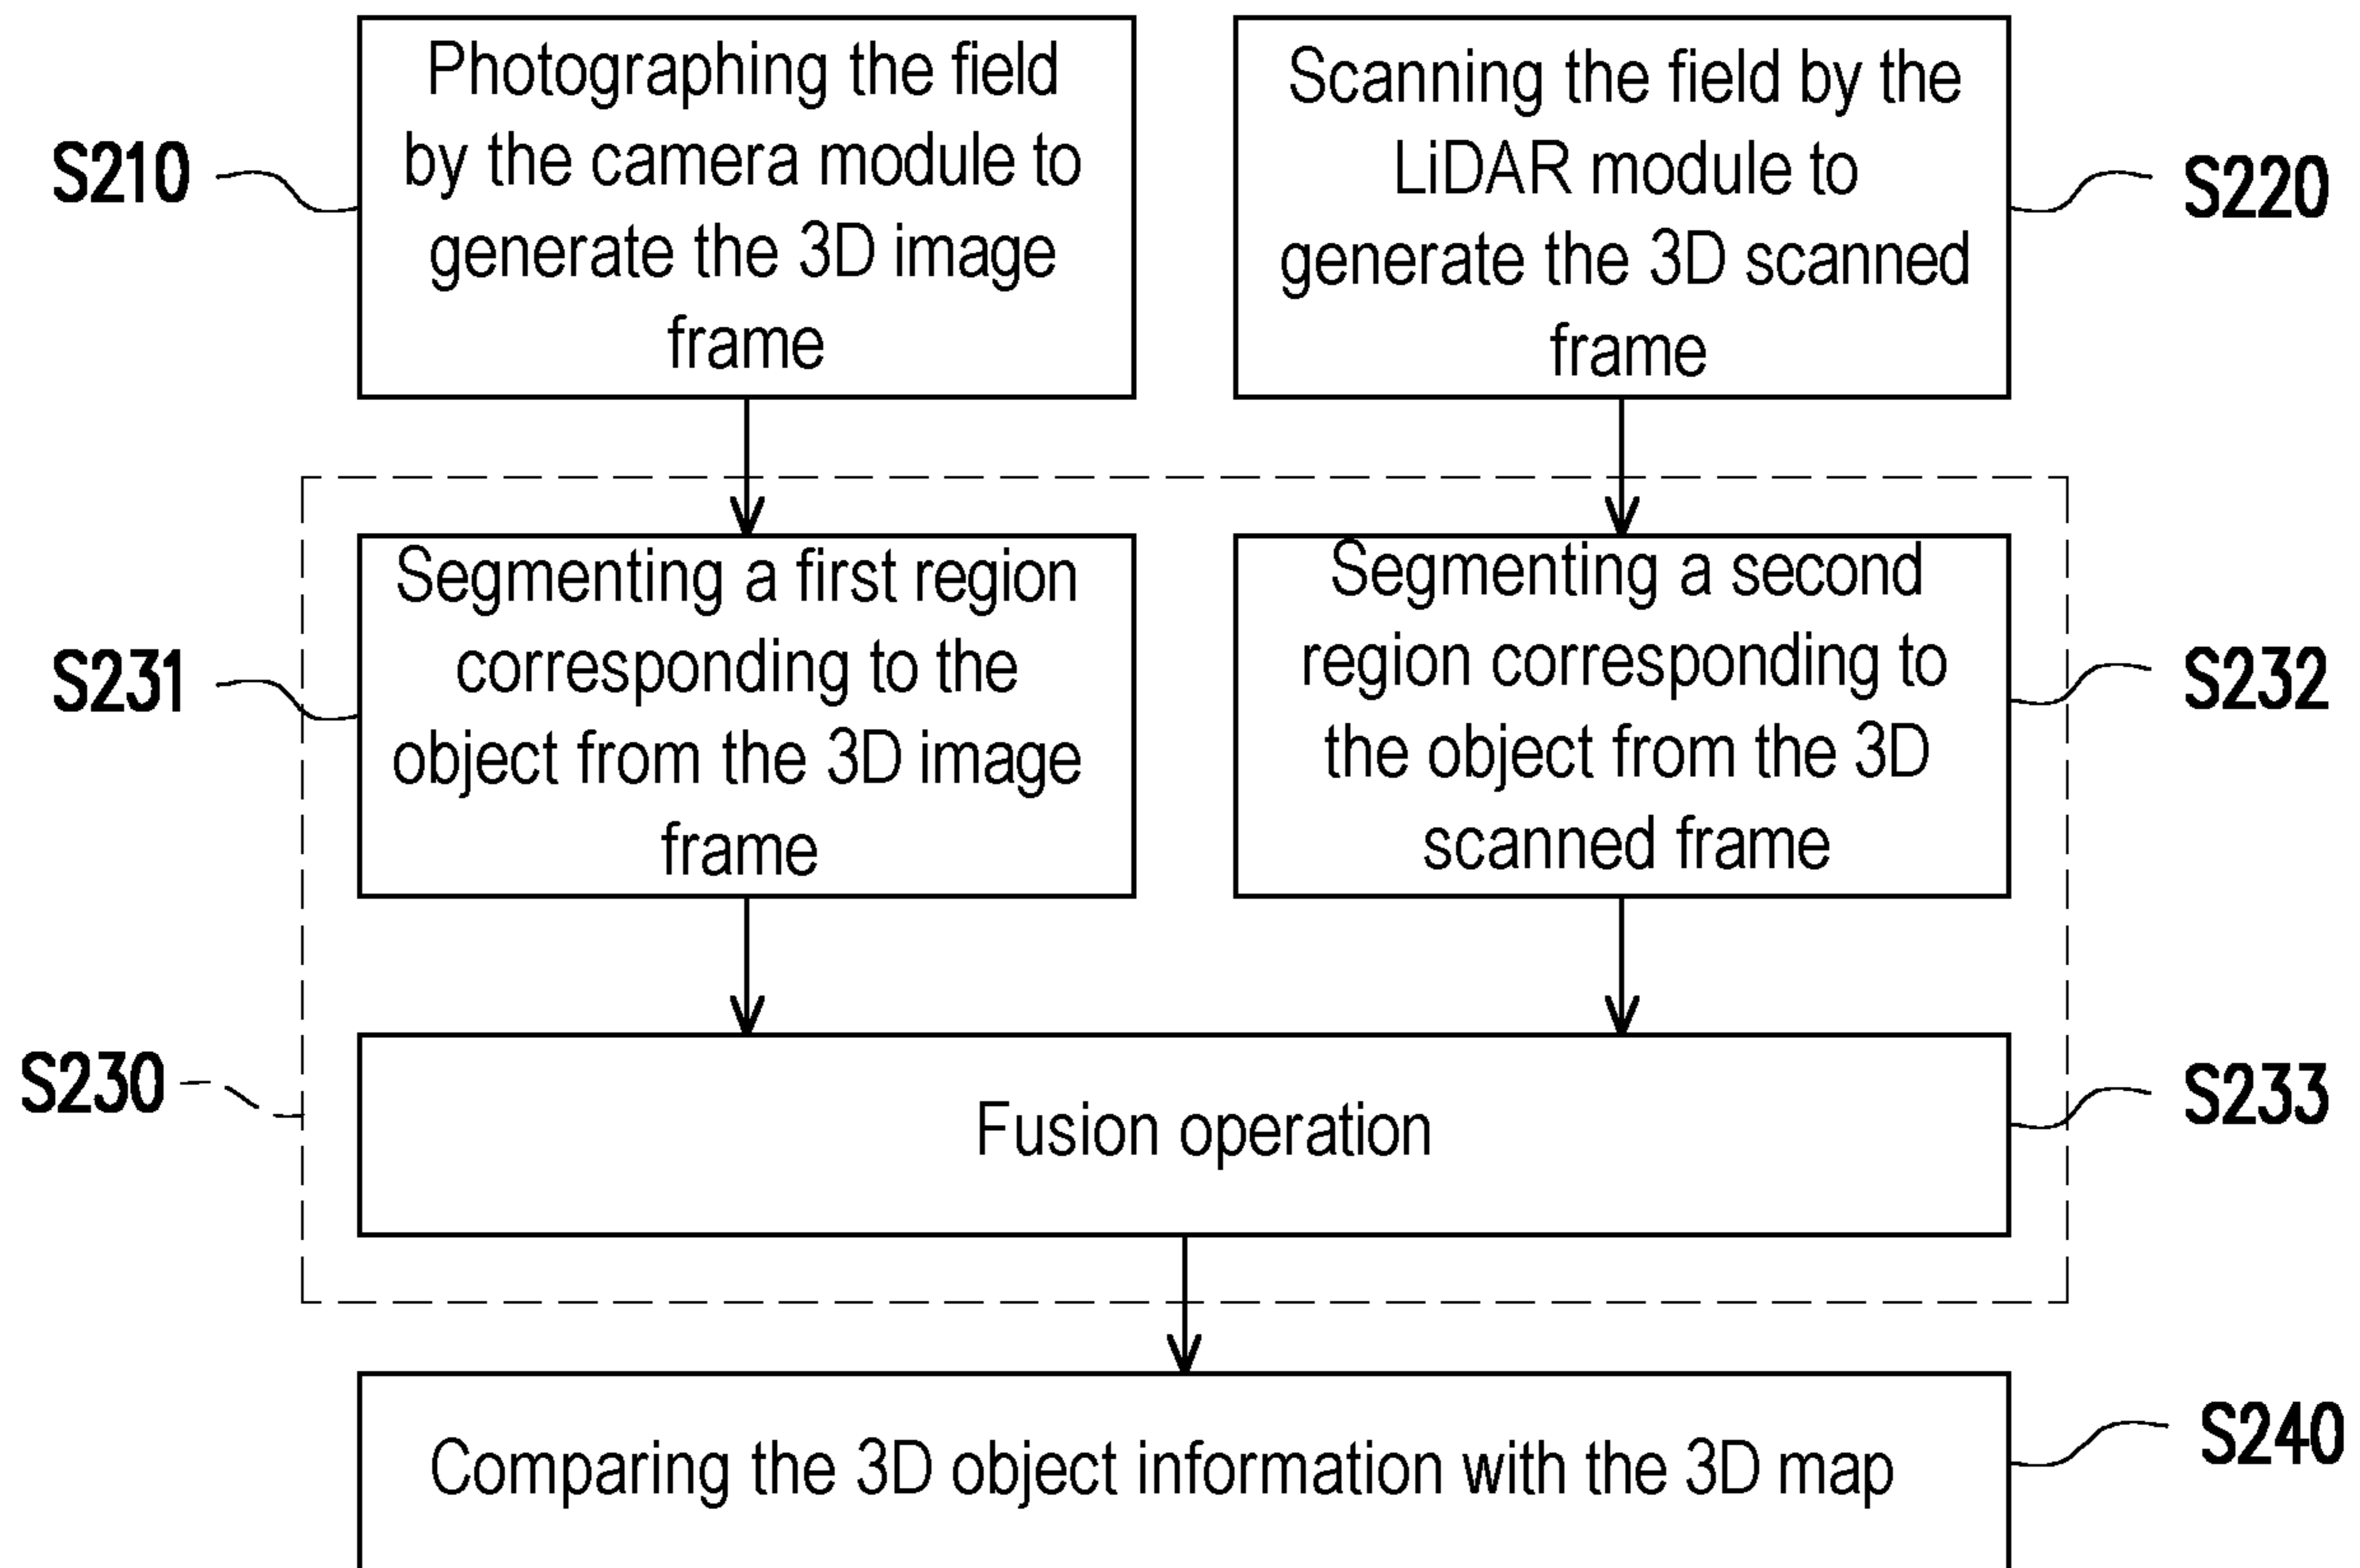 S210
Photographing the field
by the camera module to
generate the 3D image
frame
Scanning the field by the
LiDAR module to
generate the 3D scanned
frame
S220
S231
Segmenting a first region
corresponding to the
object from the 3D image
frame
Segmenting a second
region corresponding to
the object from the 3D
scanned frame
S232
S230
Fusion operation
S233
Comparing the 3D object information with the 3D map
S240